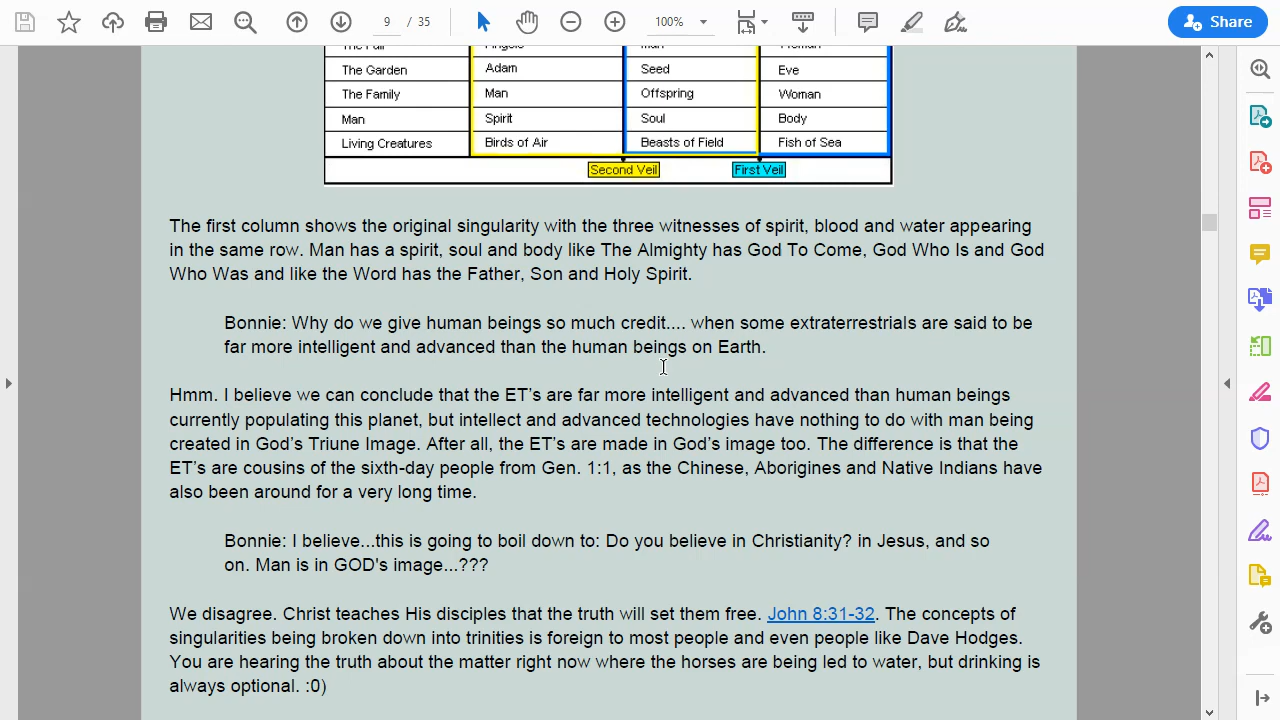 9 / 35
100%
Share
The Garden Adam Seed Eve
The Family Man Offspring Woman
Man Spirit Soul Body
Living Creatures Birds of Air Beasts of Field Fish of Sea
Second Veil First Veil
The first column shows the original singularity with the three witnesses of spirit, blood and water appearing
in the same row. Man has a spirit, soul and body like The Almighty has God To Come, God Who Is and God
Who Was and like the Word has the Father, Son and Holy Spirit.
Bonnie: Why do we give human beings so much credit.... when some extraterrestrials are said to be
far more intelligent and advanced than the human beings on Earth.
Hmm. I believe we can conclude that the ET’s are far more intelligent and advanced than human beings
currently populating this planet, but intellect and advanced technologies have nothing to do with man being
created in God’s Triune Image. After all, the ET’s are made in God’s image too. The difference is that the
ET’s are cousins of the sixth-day people from Gen. 1:1, as the Chinese, Aborigines and Native Indians have
also been around for a very long time.
Bonnie: I believe...this is going to boil down to: Do you believe in Christianity? in Jesus, and so
on. Man is in GOD's image...???
We disagree. Christ teaches His disciples that the truth will set them free. John 8:31-32. The concepts of
singularities being broken down into trinities is foreign to most people and even people like Dave Hodges.
You are hearing the truth about the matter right now where the horses are being led to water, but drinking is
always optional. :0)